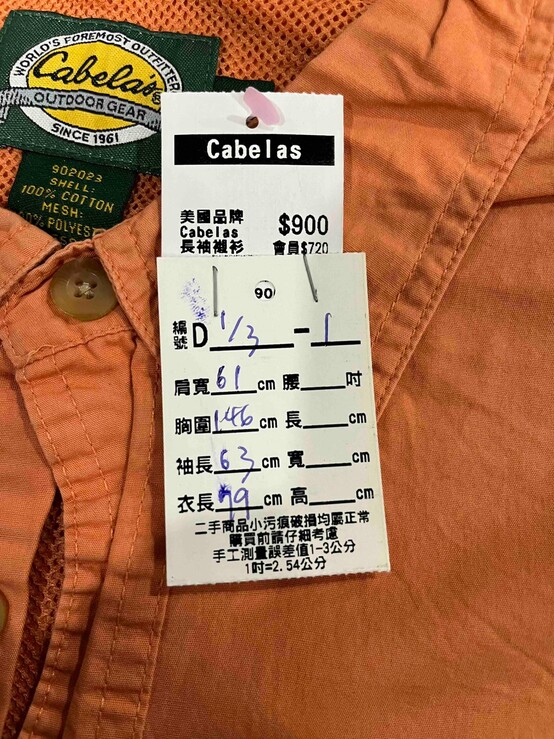 WORLD'S FOREMOST OUTFITTER
Cabela's®
OUTDOOR GEAR
SINCE 1961
902023
SHELL:
100% COTTON
MESH:
Cabelas
美國品牌 $900
Cabelas
長袖襯衫 會員$720
90
編號D 1/3 - 1
肩寬 61 cm 腰 吋
胸圍 146 cm 長 cm
袖長 63 cm 寬 cm
衣長 79 cm 高 cm
二手商品小污痕破損均屬正常
購買前請仔細考慮
手工測量誤差值1-3公分
1吋=2.54公分